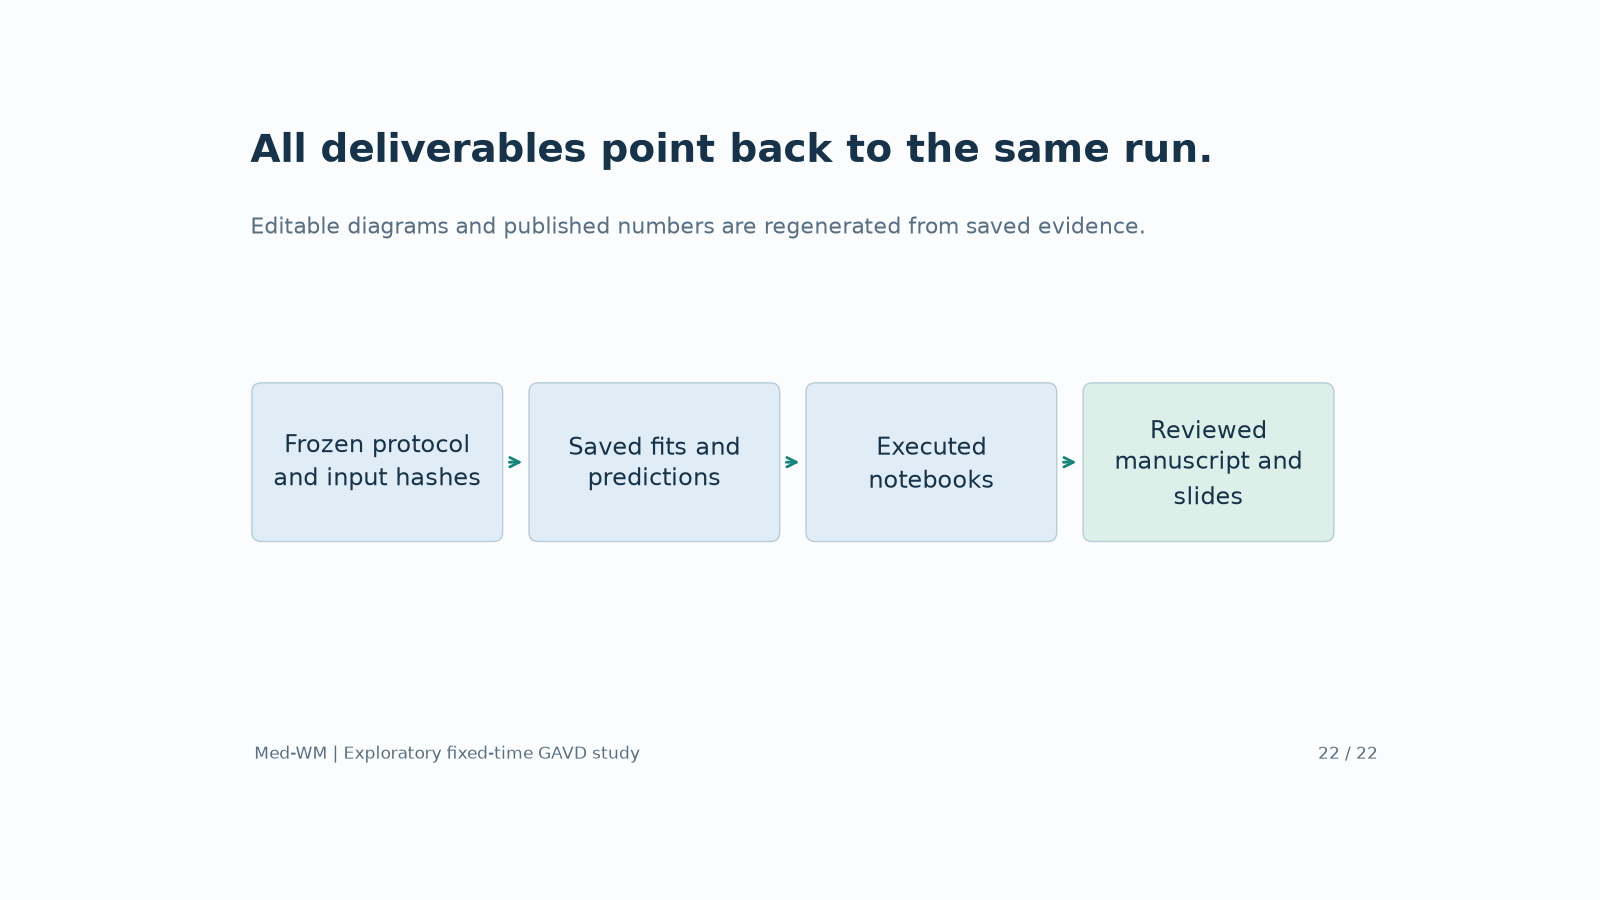 All deliverables point back to the same run.
Editable diagrams and published numbers are regenerated from saved evidence.
Frozen protocol
and input hashes
Saved fits and
predictions
Executed
notebooks
Reviewed
manuscript and
slides
Med-WM | Exploratory fixed-time GAVD study
22 / 22